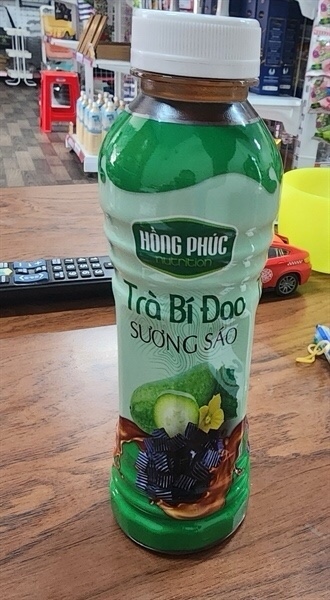 HỒNG PHÚC
nutrition
Trà Bí Đao
SƯƠNG SÁO